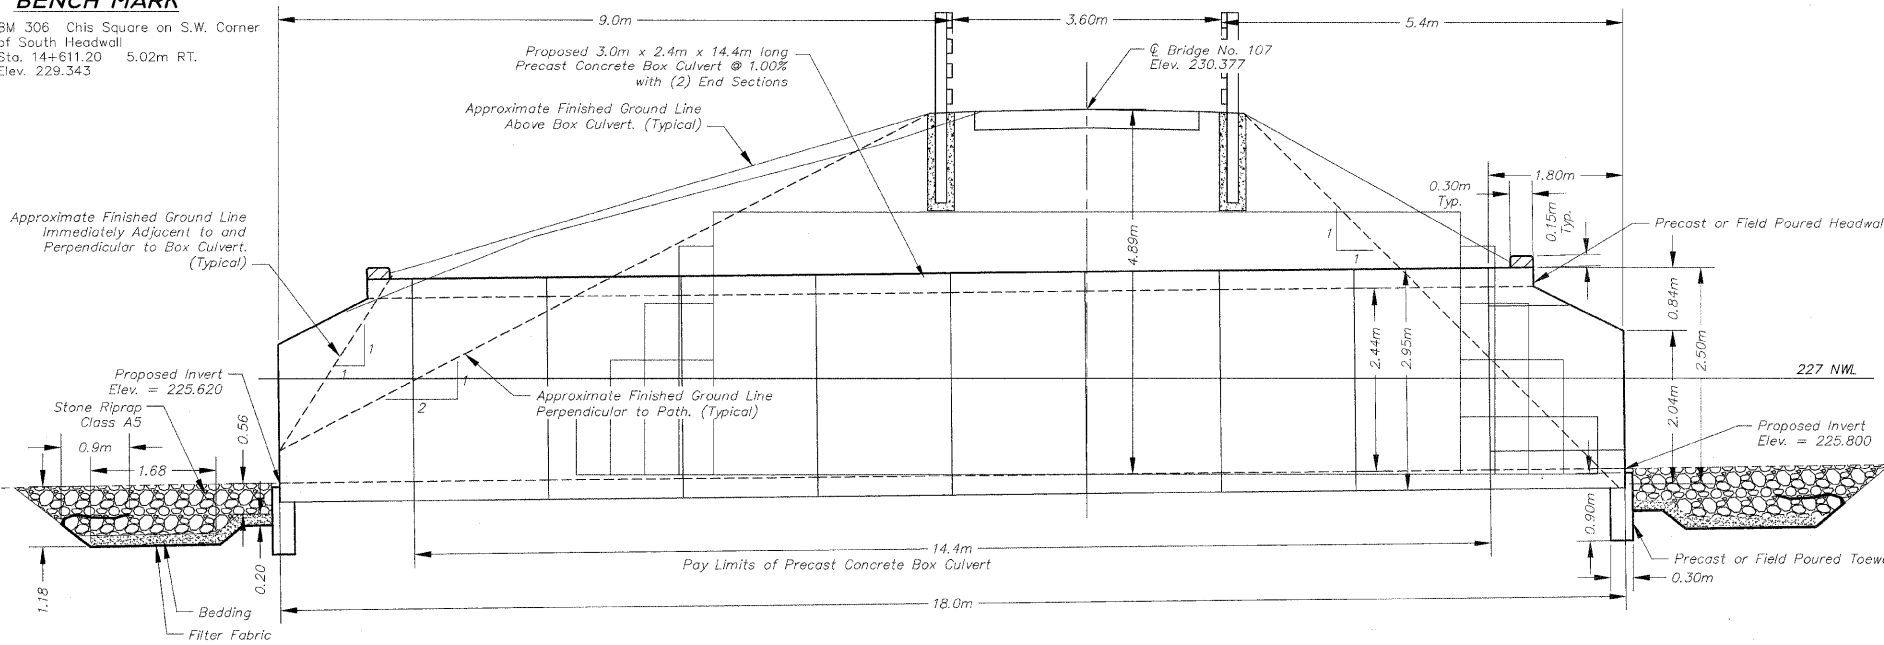 BENCH MARK
BM 306 Chis Square on S.W. Corner
of South Headwall
Sta. 14+611.20 5.02m RT.
Elev. 229.343
9.0m
3.60m
5.4m
Proposed 3.0m x 2.4m x 14.4m long
Precast Concrete Box Culvert @ 1.00%
with (2) End Sections
℄ Bridge No. 107
Elev. 230.377
Approximate Finished Ground Line
Above Box Culvert. (Typical)
1.80m
0.30m
Typ.
0.15m
Typ.
Approximate Finished Ground Line
Immediately Adjacent to and
Perpendicular to Box Culvert.
(Typical)
Precast or Field Poured Headwal
4.89m
1
1
0.84m
2.50m
2.44m
2.95m
1
1
227 NWL
Proposed Invert
Elev. = 225.620
1
2
Approximate Finished Ground Line
Perpendicular to Path. (Typical)
2.04m
Stone Riprap
Class A5
0.9m
0.56
1.68
Proposed Invert
Elev. = 225.800
0.90m
14.4m
Pay Limits of Precast Concrete Box Culvert
Precast or Field Poured Toew
0.30m
0.20
1.18
18.0m
Bedding
Filter Fabric